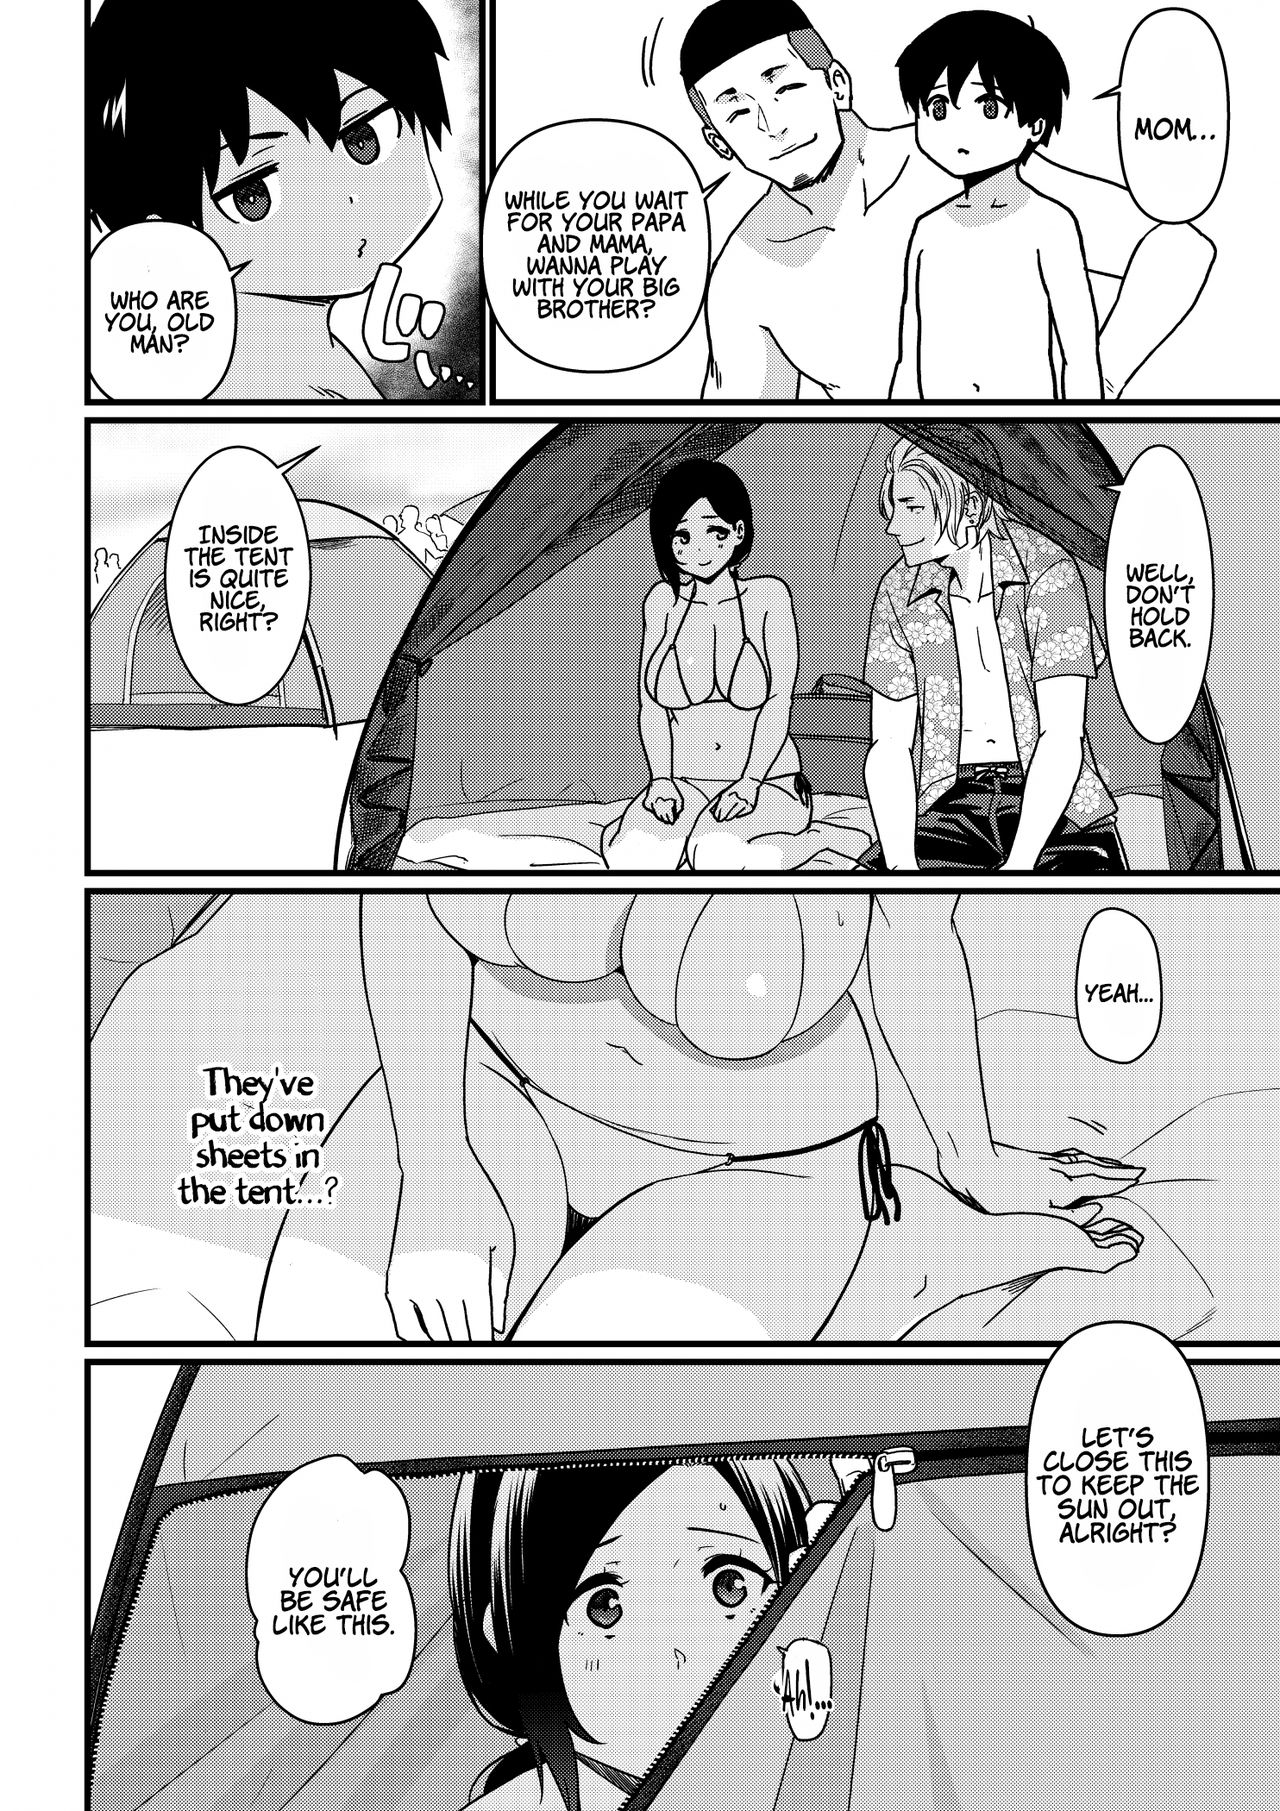 MOM...
WHILE YOU WAIT
FOR YOUR PAPA
AND MAMA,
WANNA PLAY
WITH YOUR BIG
BROTHER?
WHO ARE
YOU, OLD
MAN?
WELL,
DON'T
HOLD
BACK.
INSIDE
THE TENT
IS QUITE
NICE,
RIGHT?
YEAH...
They've
put down
sheets in
the tent...?
LET'S
CLOSE THIS
TO KEEP THE
SUN OUT,
ALRIGHT?
Ah!...
YOU'LL
BE SAFE
LIKE THIS.